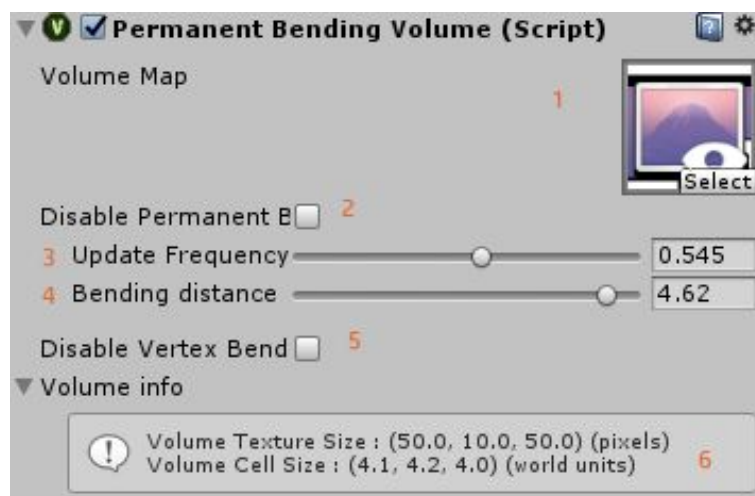 V Permanent Bending Volume (Script)
Volume Map
1
Select
Disable Permanent B 2
3 Update Frequency 0.545
4 Bending distance 4.62
Disable Vertex Bend 5
Volume info
Volume Texture Size : (50.0, 10.0, 50.0) (pixels)
Volume Cell Size : (4.1, 4.2, 4.0) (world units) 6